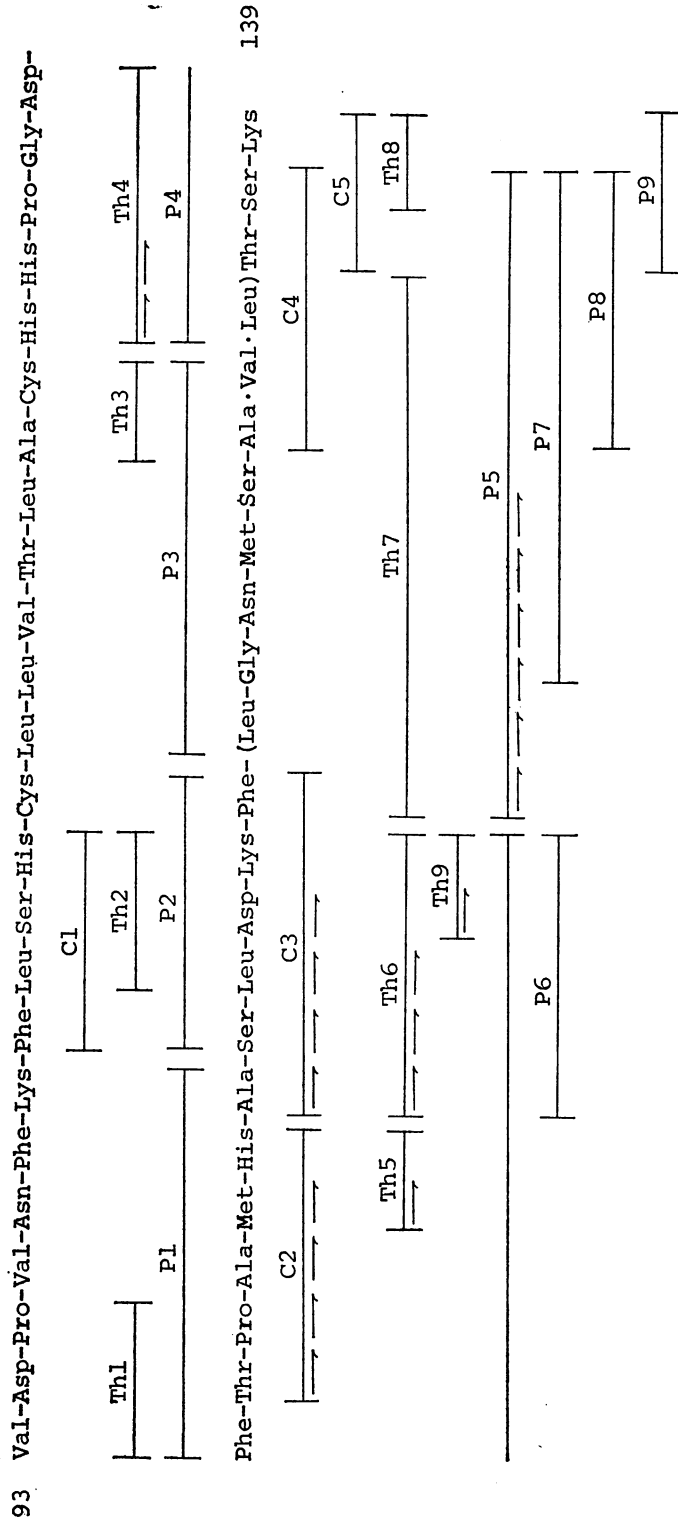 93 Val-Asp-Pro-Val-Asn-Phe-Lys-Phe-Leu-Ser-His-Cys-Leu-Leu-Val-Thr-Leu-Ala-Cys-His-His-Pro-Gly-Asp-
C1
Th1 Th2 Th3 Th4
P1 P2 P3 P4
Phe-Thr-Pro-Ala-Met-His-Ala-Ser-Leu-Asp-Lys-Phe-(Leu-Gly-Asn-Met-Ser-Ala·Val·Leu)Thr-Ser-Lys 139
C2 C3 C4
C5
Th5 Th6 Th7 Th8
Th9
P5
P6 P7
P8
P9